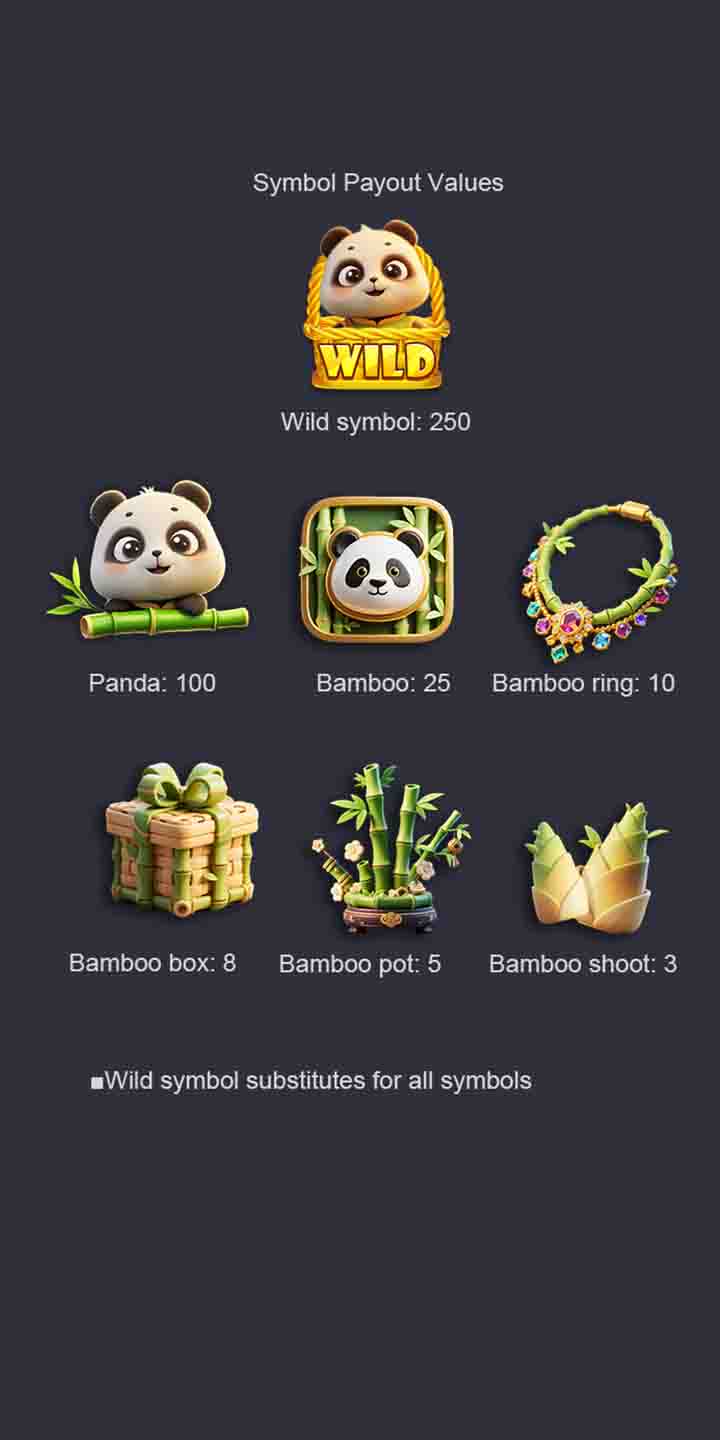 Symbol Payout Values
WILD
Wild symbol: 250
Panda: 100
Bamboo: 25
Bamboo ring: 10
Bamboo box: 8
Bamboo pot: 5
Bamboo shoot: 3
■Wild symbol substitutes for all symbols